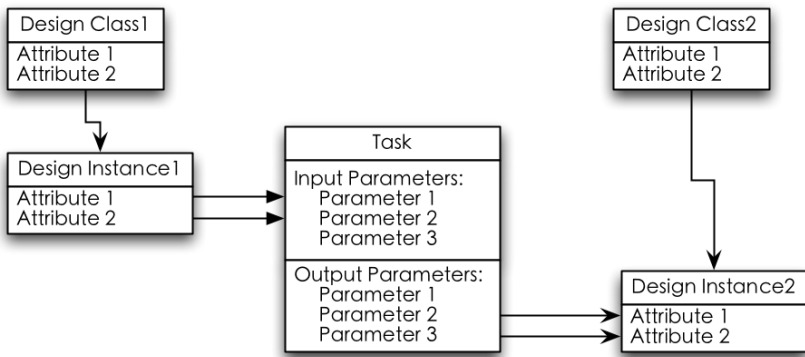 Design Class1
Attribute 1
Attribute 2
Design Class2
Attribute 1
Attribute 2
Design Instance1
Attribute 1
Attribute 2
Task
Input Parameters:
Parameter 1
Parameter 2
Parameter 3
Output Parameters:
Parameter 1
Parameter 2
Parameter 3
Design Instance2
Attribute 1
Attribute 2